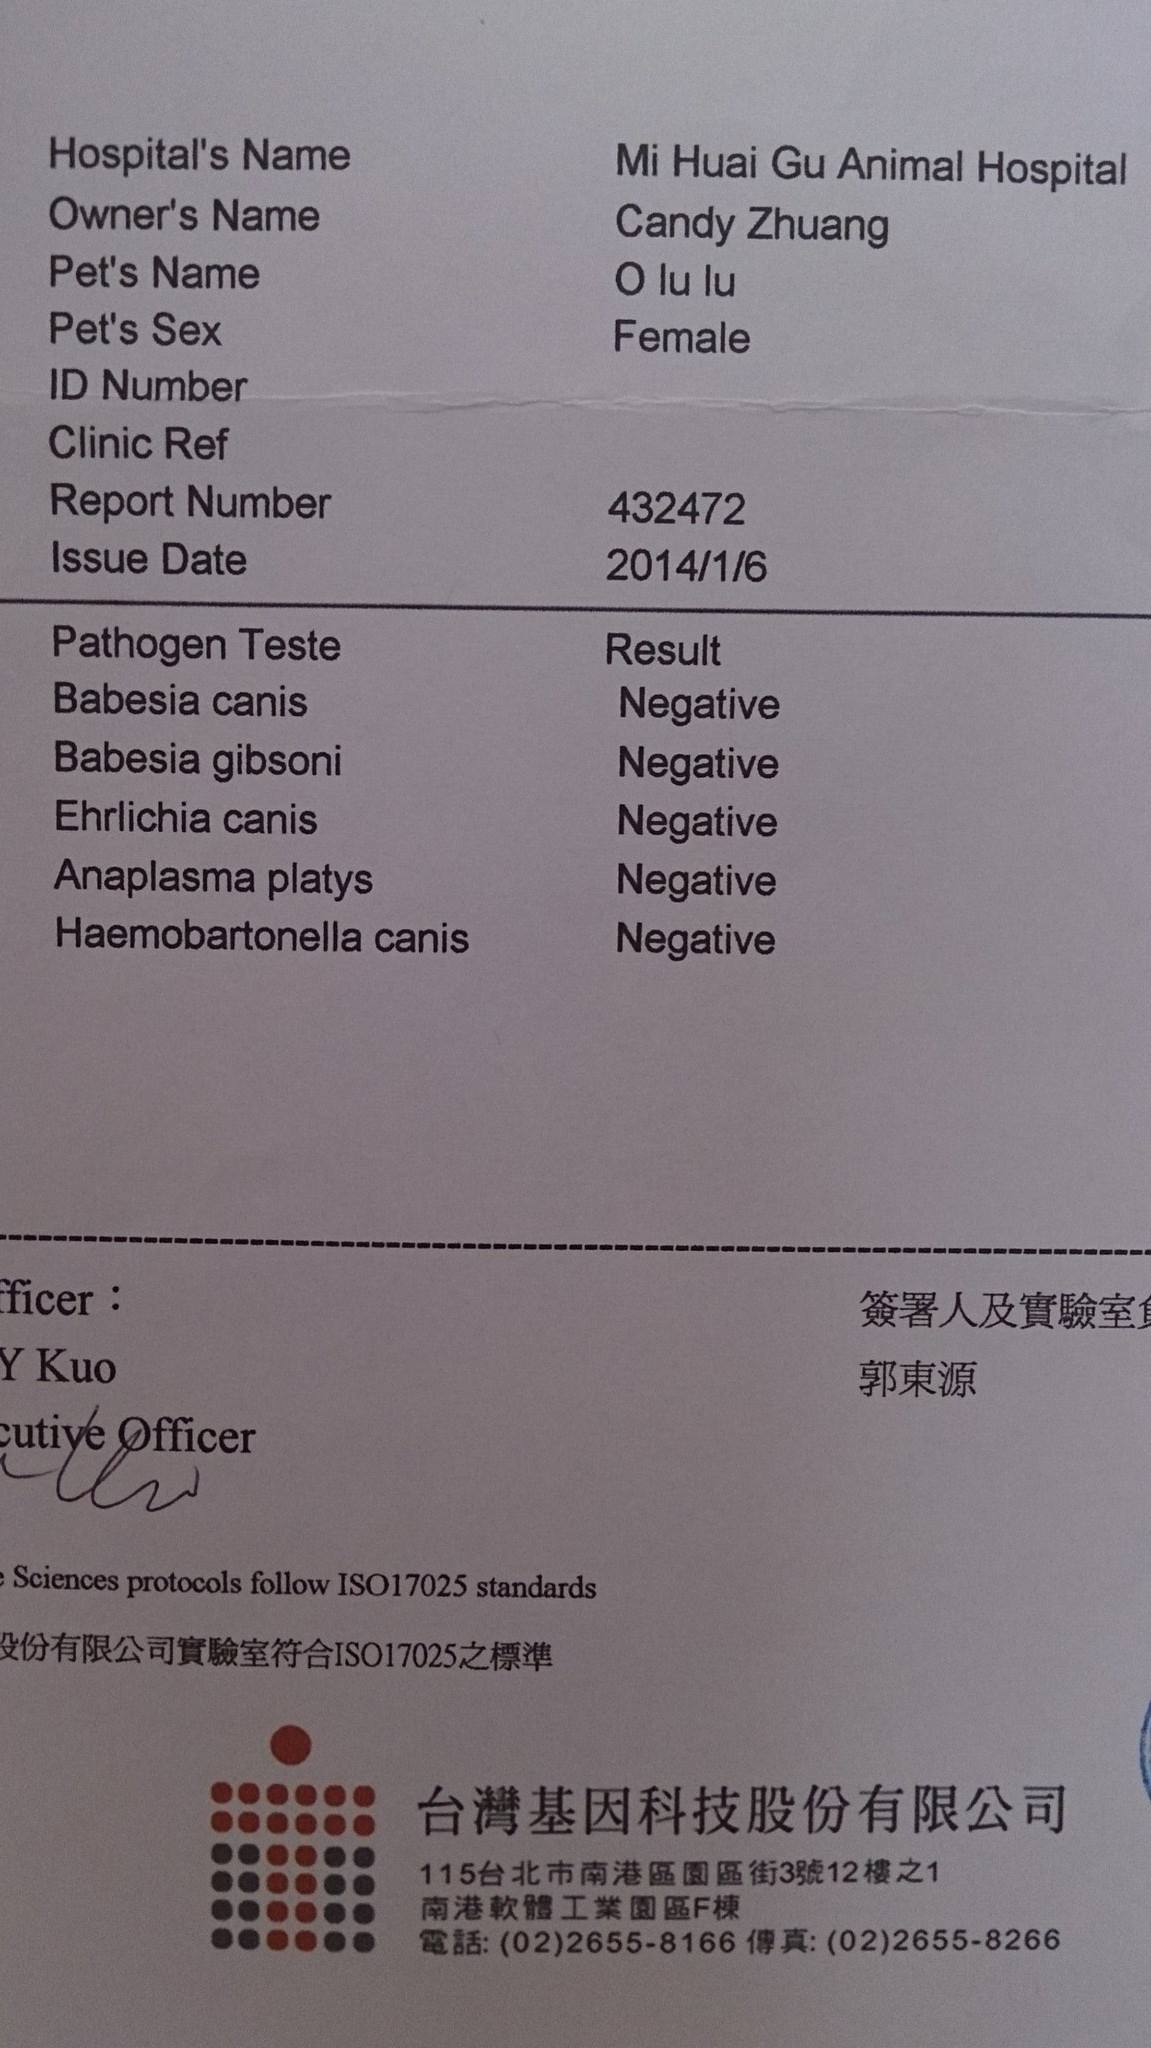 Hospital's Name Mi Huai Gu Animal Hospital
Owner's Name Candy Zhuang
Pet's Name O lu lu
Pet's Sex Female
ID Number
Clinic Ref
Report Number 432472
Issue Date 2014/1/6
Pathogen Teste Result
Babesia canis Negative
Babesia gibsoni Negative
Ehrlichia canis Negative
Anaplasma platys Negative
Haemobartonella canis Negative
fficer： 簽署人及實驗室
Y Kuo 郭東源
cutive Officer
e Sciences protocols follow ISO17025 standards
股份有限公司實驗室符合ISO17025之標準
台灣基因科技股份有限公司
115台北市南港區園區街3號12樓之1
南港軟體工業園區F棟
電話: (02)2655-8166 傳真: (02)2655-8266